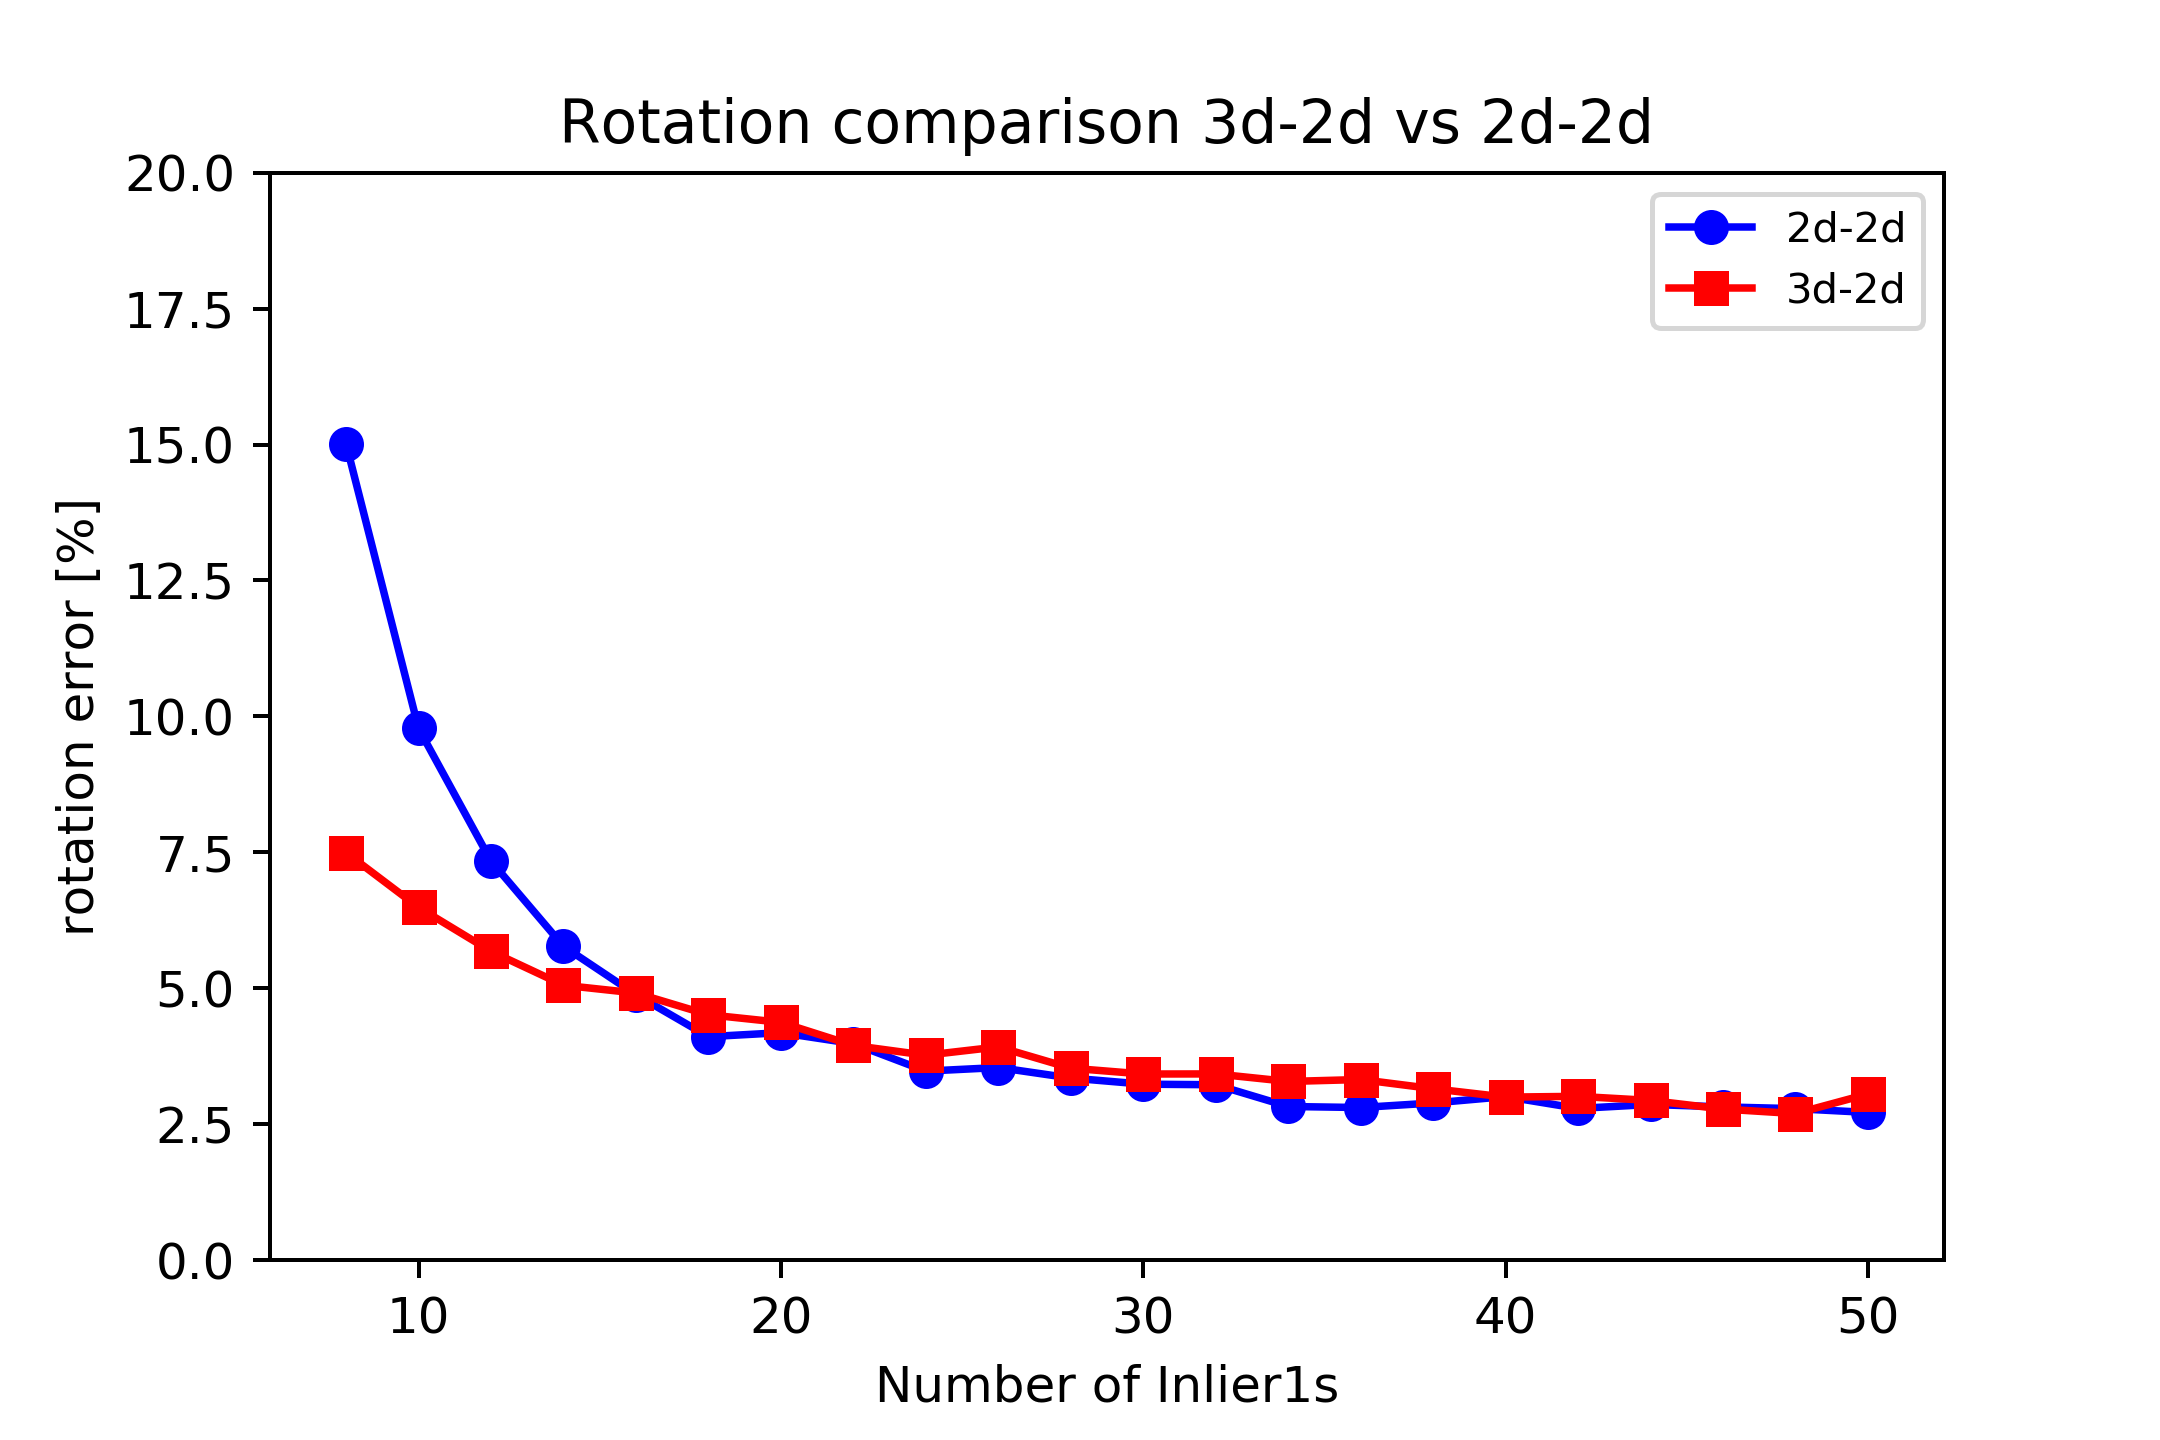 Rotation comparison 3d-2d vs 2d-2d
20.0
17.5
15.0
12.5
10.0
7.5
5.0
2.5
0.0
rotation error [%]
2d-2d
3d-2d
10 20 30 40 50
Number of Inlier1s